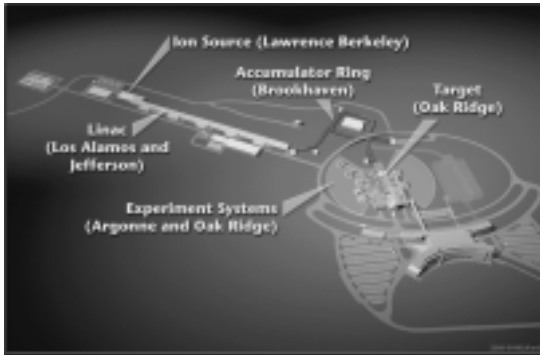 Ion Source (Lawrence Berkeley)
Accumulator Ring
(Brookhaven)
Target
(Oak Ridge)
Linac
(Los Alamos and
Jefferson)
Experiment Systems
(Argonne and Oak Ridge)